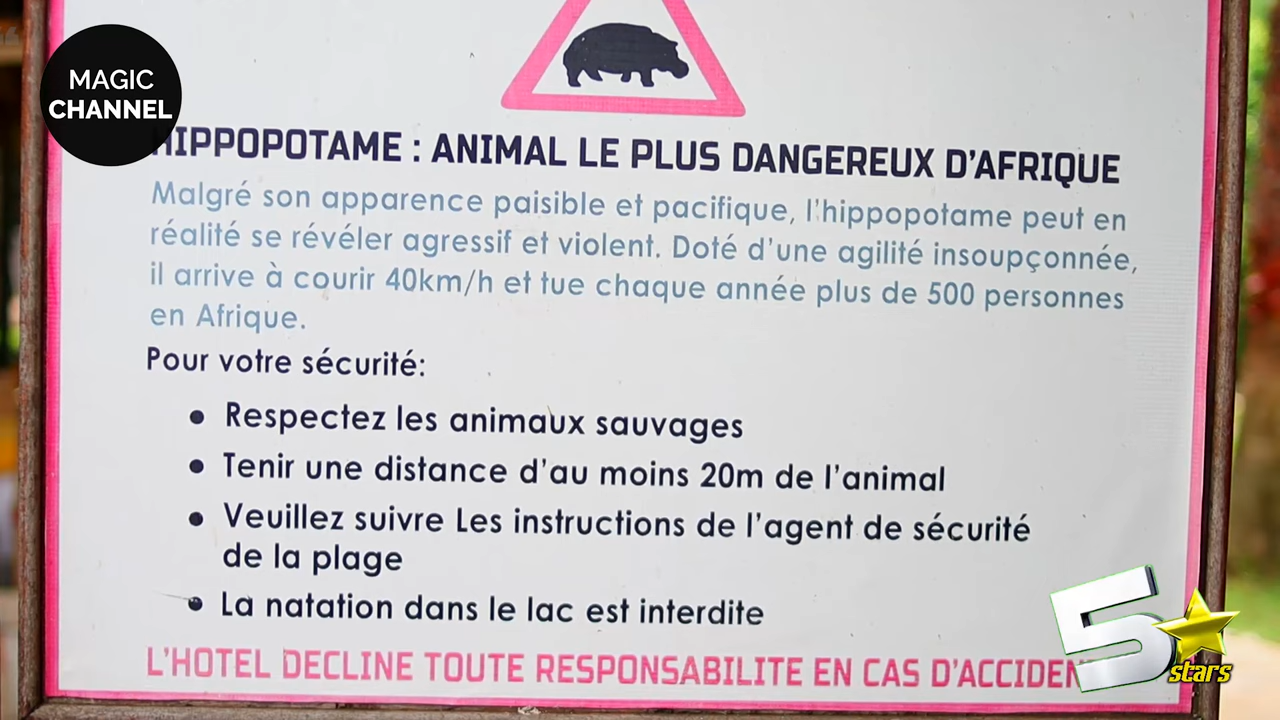 MAGIC
CHANNEL
HIPPOPOTAME : ANIMAL LE PLUS DANGEREUX D'AFRIQUE
Malgré son apparence paisible et pacifique, l'hippopotame peut en
réalité se révéler agressif et violent. Doté d'une agilité insoupçonnée,
il arrive à courir 40km/h et tue chaque année plus de 500 personnes
en Afrique.
Pour votre sécurité:
• Respectez les animaux sauvages
• Tenir une distance d'au moins 20m de l'animal
• Veuillez suivre Les instructions de l'agent de sécurité
de la plage
• La natation dans le lac est interdite
L'HOTEL DECLINE TOUTE RESPONSABILITE EN CAS D'ACCIDENT
5
stars